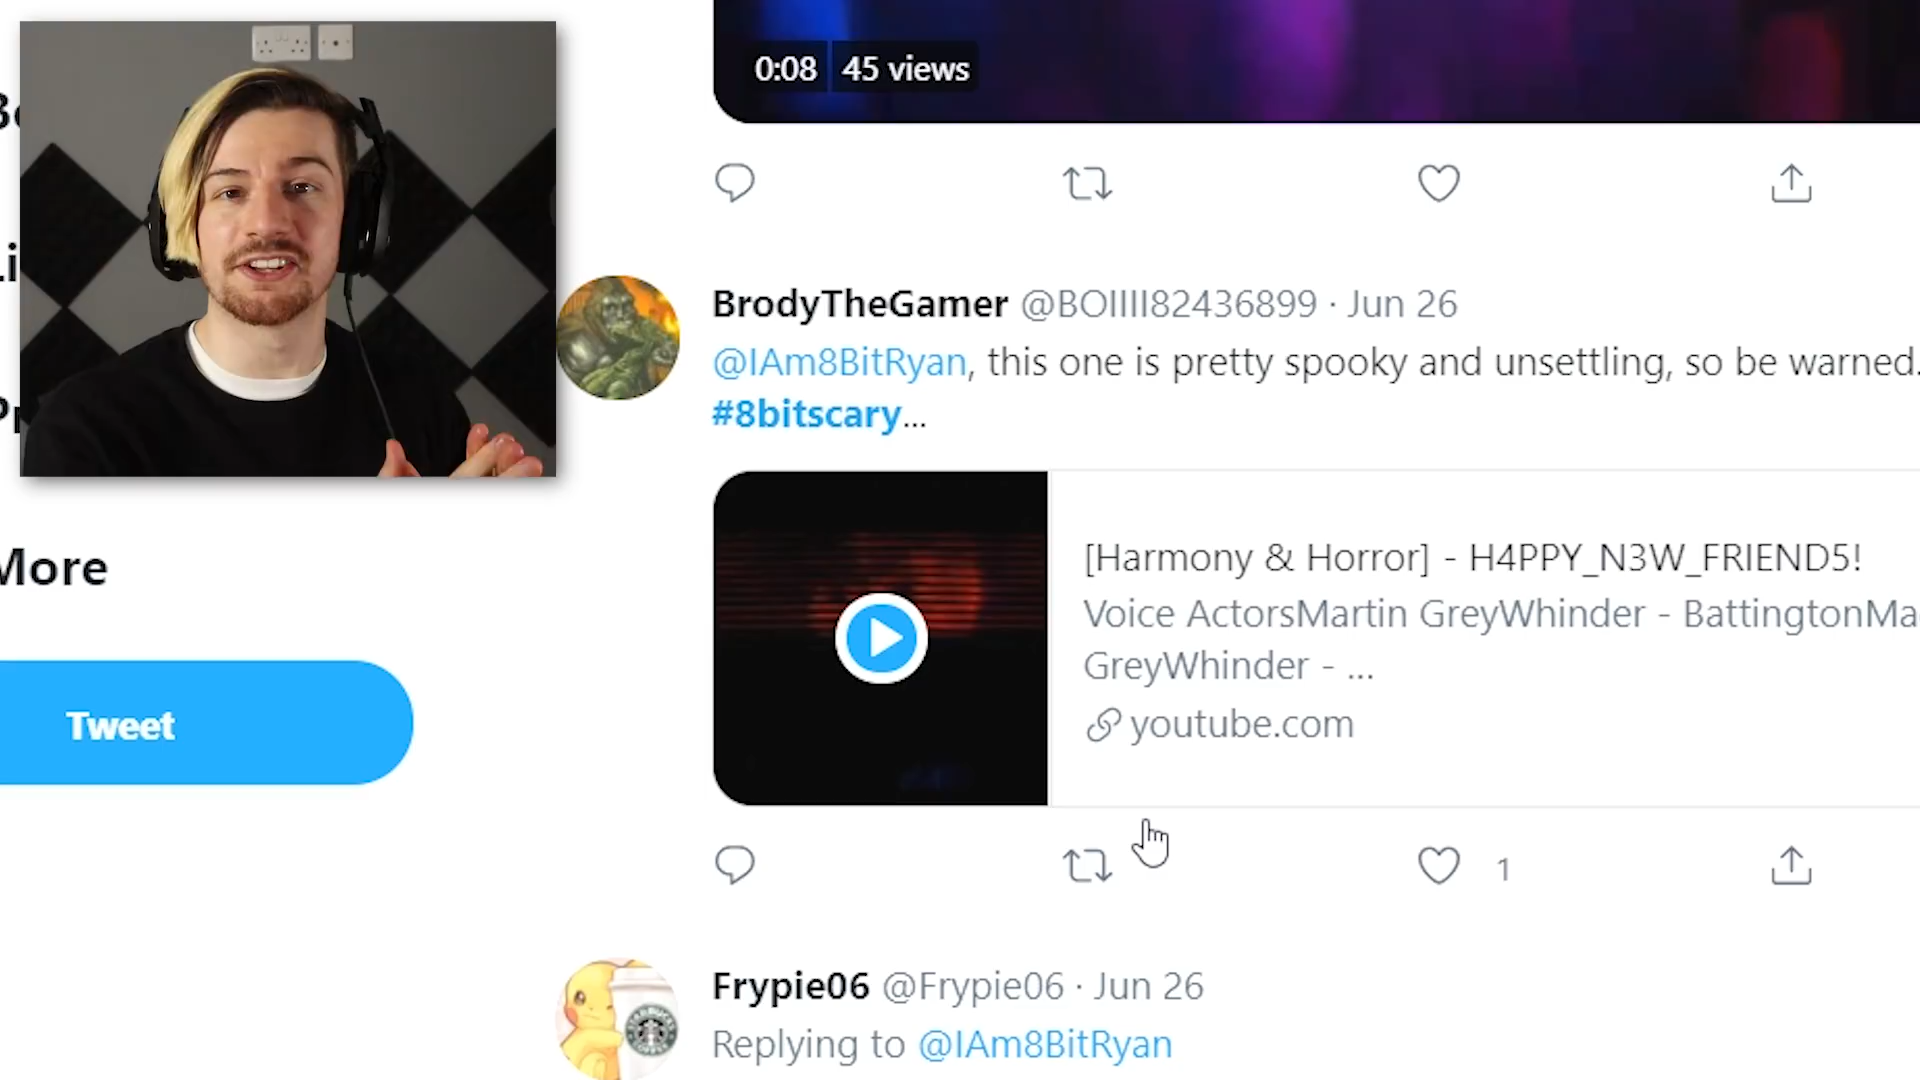 0:08 45 views
BrodyTheGamer @BOIIII82436899 · Jun 26
@IAm8BitRyan, this one is pretty spooky and unsettling, so be warned.
#8bitscary...
[Harmony & Horror] - H4PPY_N3W_FRIEND5!
Voice ActorsMartin GreyWhinder - BattingtonMa
GreyWhinder - ...
youtube.com
1
More
Tweet
Frypie06 @Frypie06 · Jun 26
Replying to @IAm8BitRyan